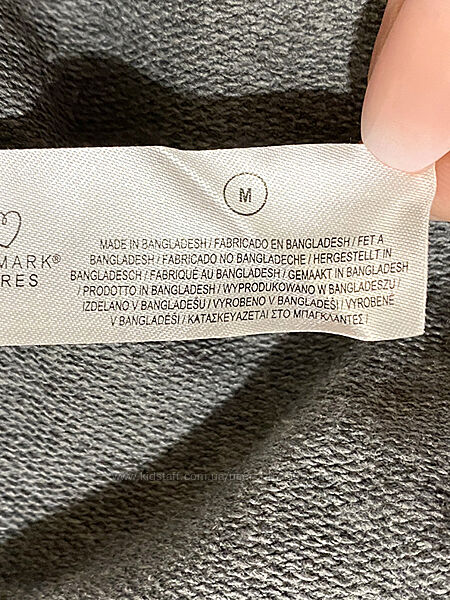 M
MARK®
RES
MADE IN BANGLADESH / FABRICADO EN BANGLADESH / FET A
BANGLADESH / FABRICADO NO BANGLADECHE / HERGESTELLT IN
BANGLADESCH / FABRIQUÉ AU BANGLADESH / GEMAAKT IN BANGLADESH
/ PRODOTTO IN BANGLADESH / WYPRODUKOWANO W BANGLADESZU /
IZDELANO V BANGLADEŠU / VYROBENO V BANGLADÉŠI / VYROBENÉ
V BANGLADÉŠI / ΚΑΤΑΣΚΕΥΑΖΕΤΑΙ ΣΤΟ ΜΠΑΓΚΛΑΝΤΕΣ